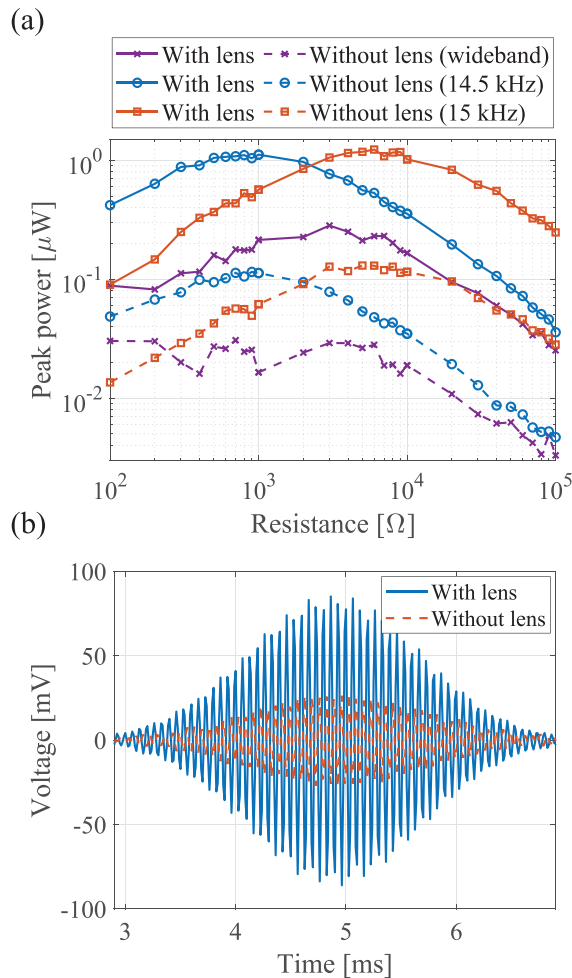 (a)
With lens Without lens (wideband)
With lens Without lens (14.5 kHz)
With lens Without lens (15 kHz)
10^0
10^-1
10^-2
Peak power [μW]
10^2 10^3 10^4 10^5
Resistance [Ω]
(b)
100
50
0
-50
-100
Voltage [mV]
With lens
Without lens
3 4 5 6
Time [ms]